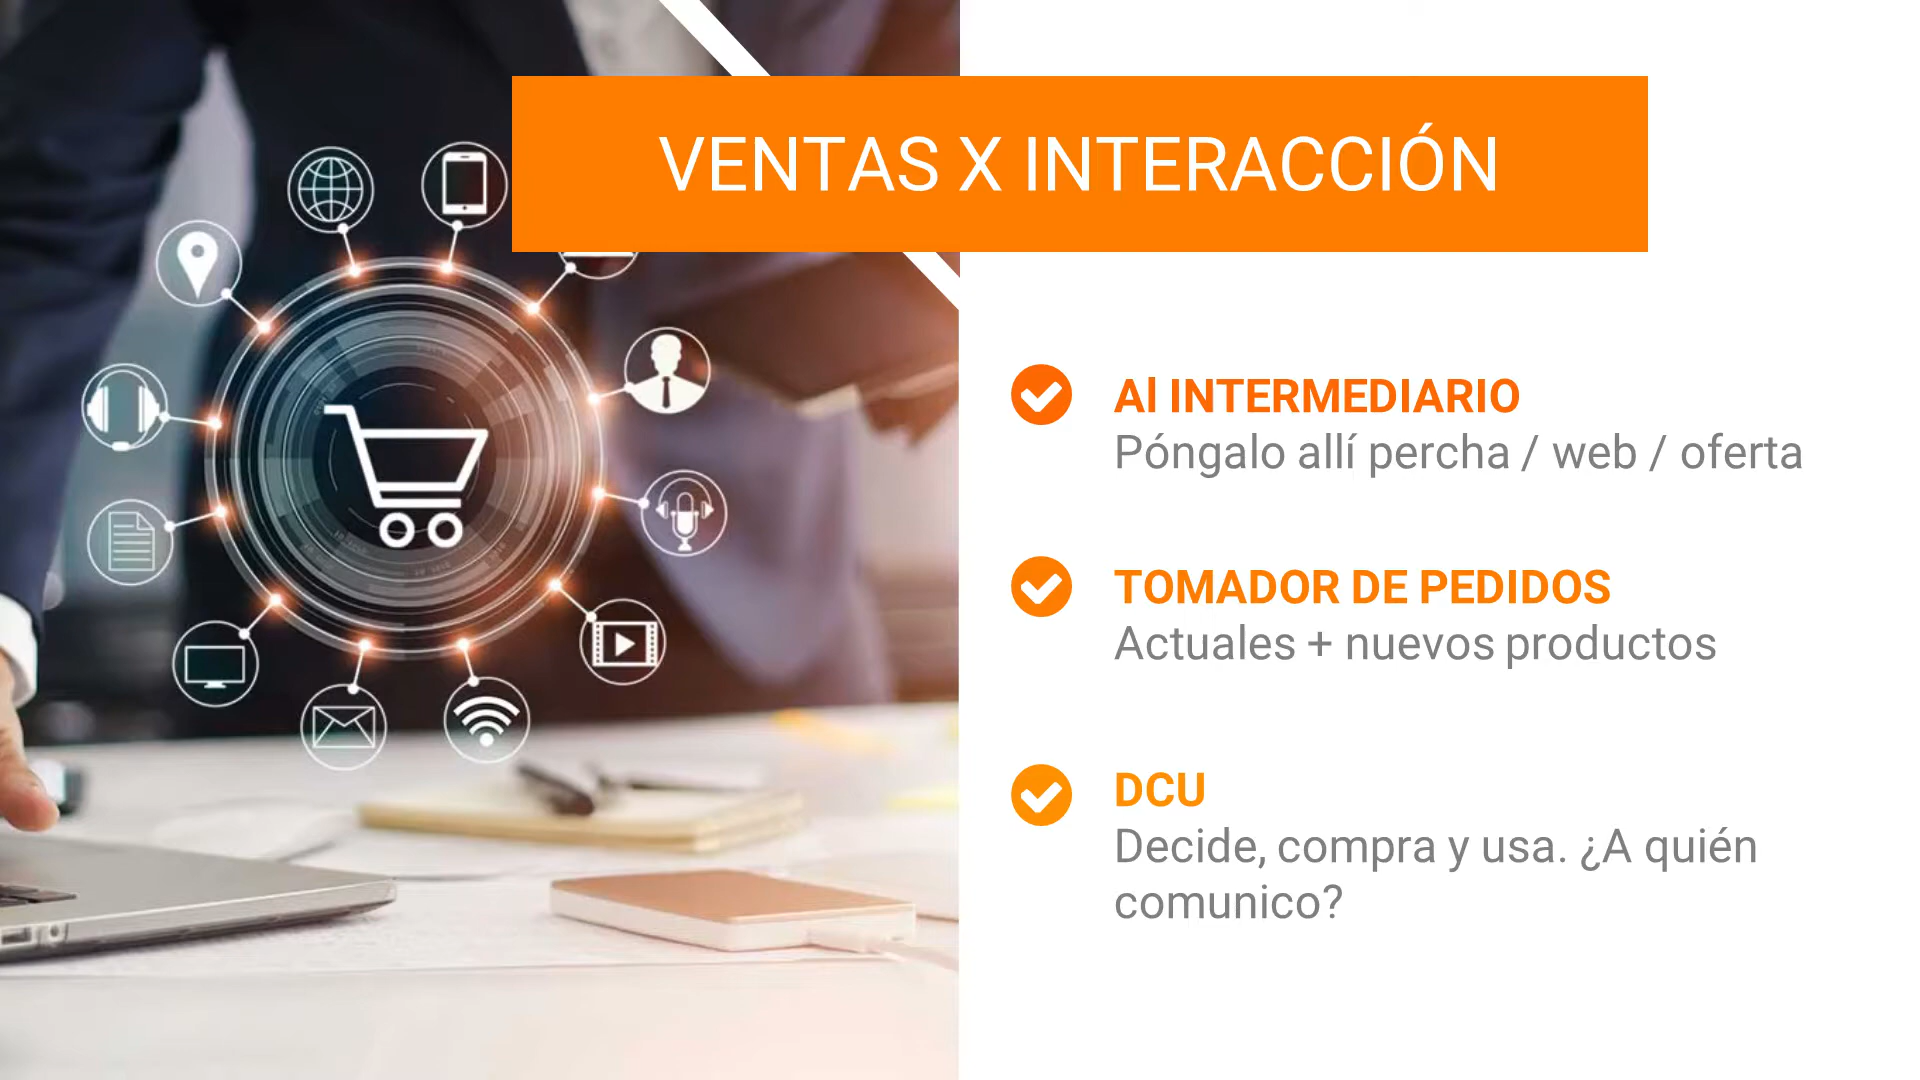 VENTAS X INTERACCIÓN
Al INTERMEDIARIO
Póngalo allí percha / web / oferta
TOMADOR DE PEDIDOS
Actuales + nuevos productos
DCU
Decide, compra y usa. ¿A quién
comunico?